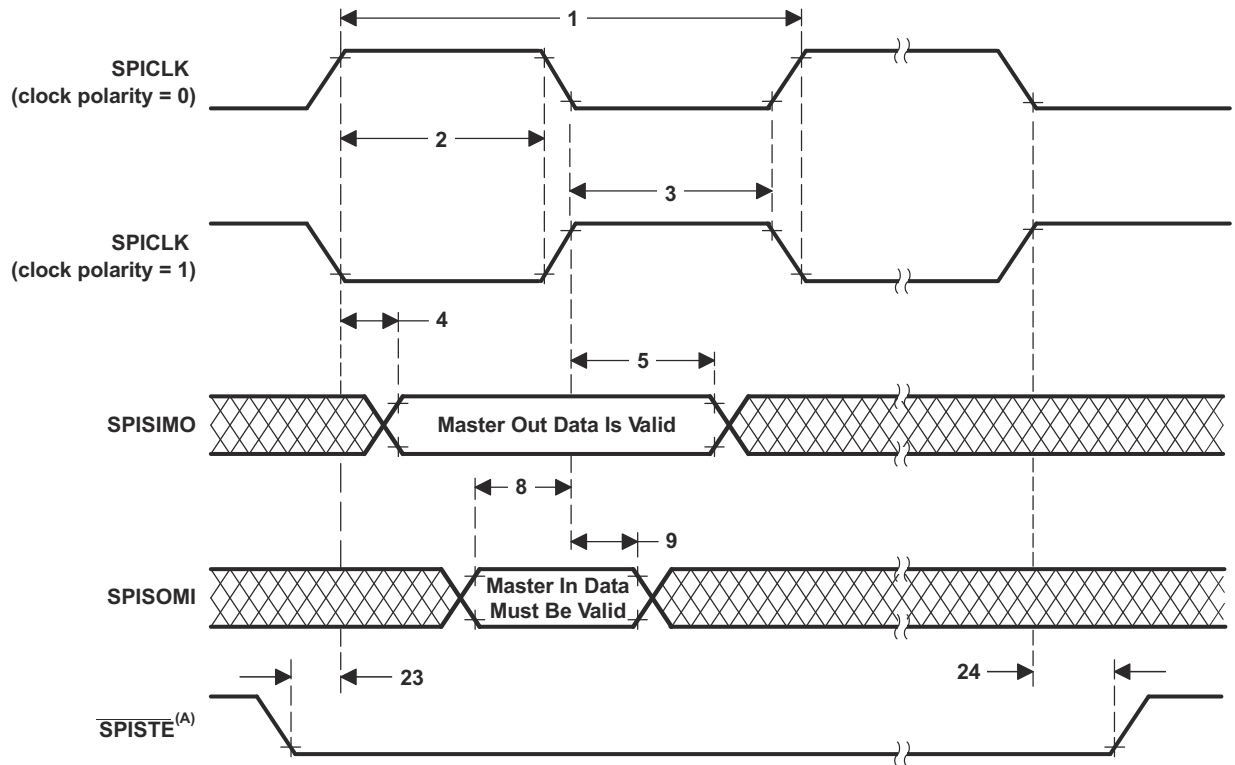 1
SPICLK
(clock polarity = 0)
2
3
SPICLK
(clock polarity = 1)
4
5
SPISIMO
Master Out Data Is Valid
8
9
SPISOMI
Master In Data
Must Be Valid
23
24
SPISTE(A)